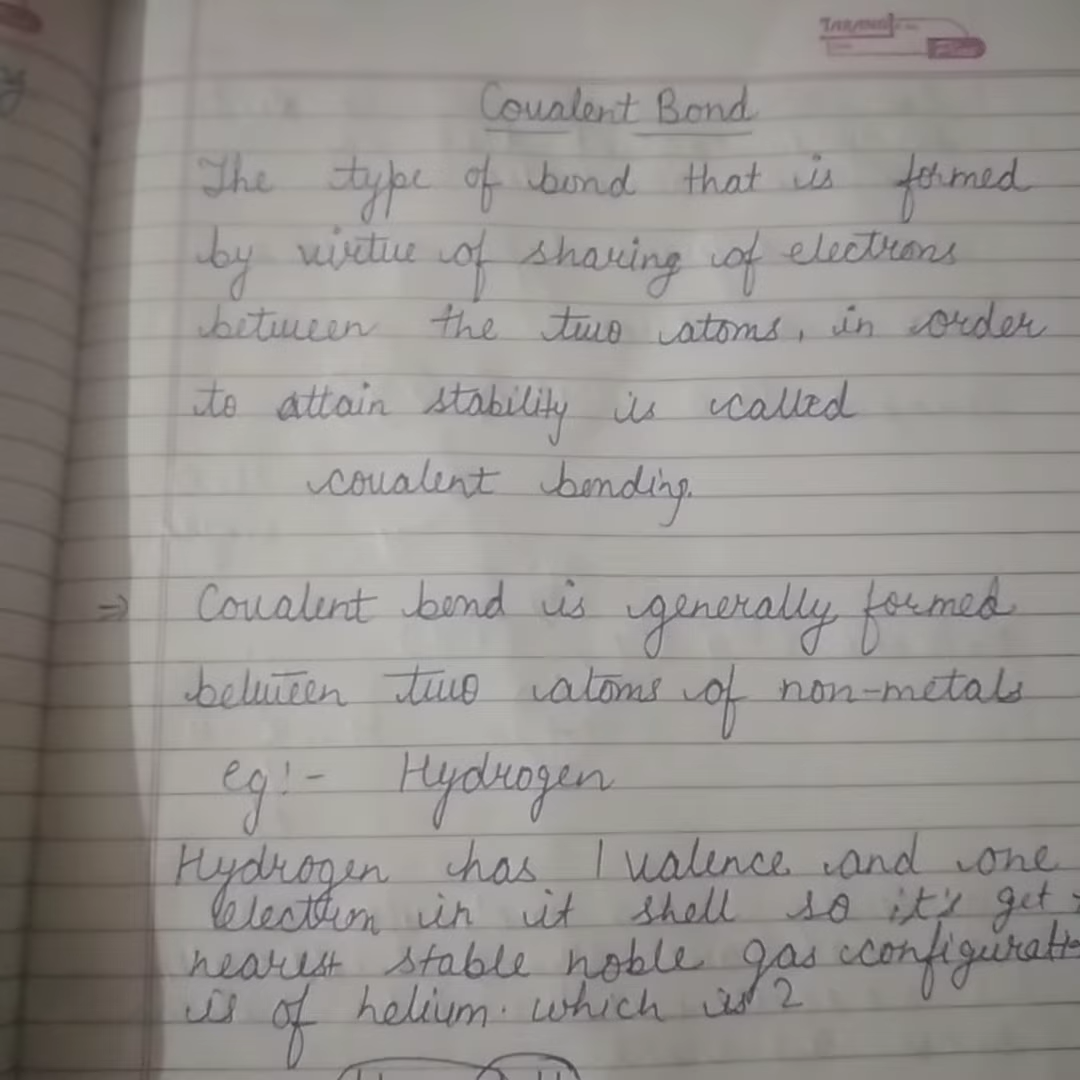 Covalent Bond
The type of bond that is formed
by virtue of sharing of electrons
between the two atoms, in order
to attain stability is called
covalent bonding.
→ Covalent bond is generally formed
between two atoms of non-metals
eg:- Hydrogen
Hydrogen has 1 valence and one
electron in it shell so it's get
nearest stable noble gas configurati
is of helium. which is 2